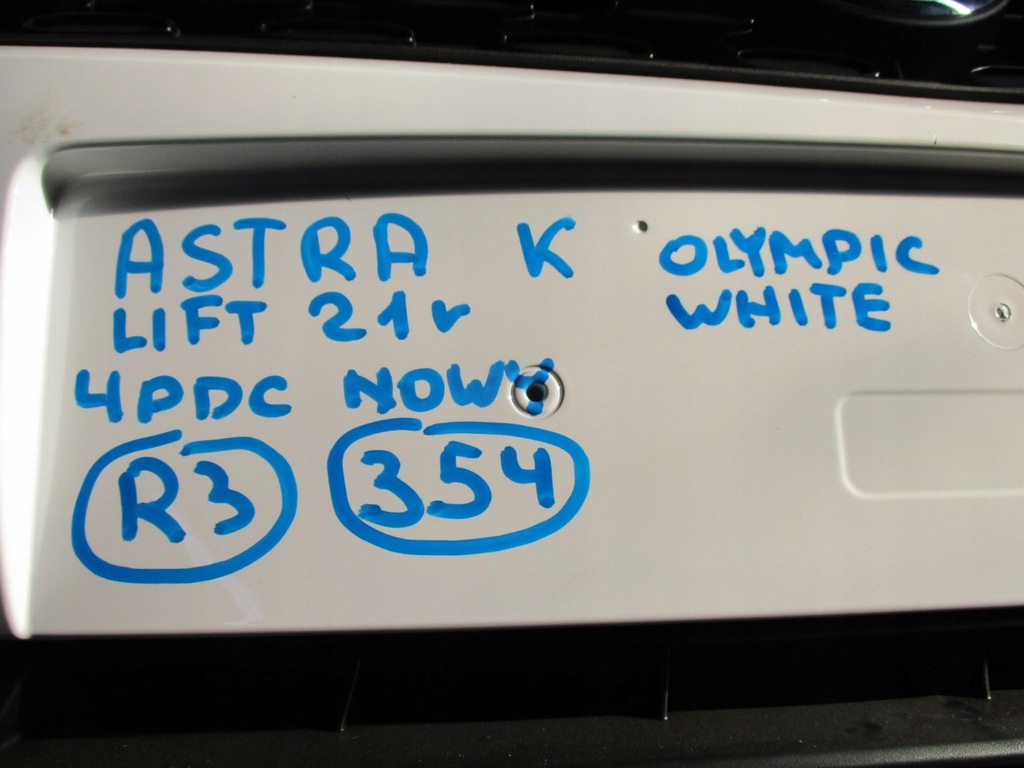 ASTRA K
LIFT 21r
4PDC NOWY
R3 354
OLYMPIC
WHITE